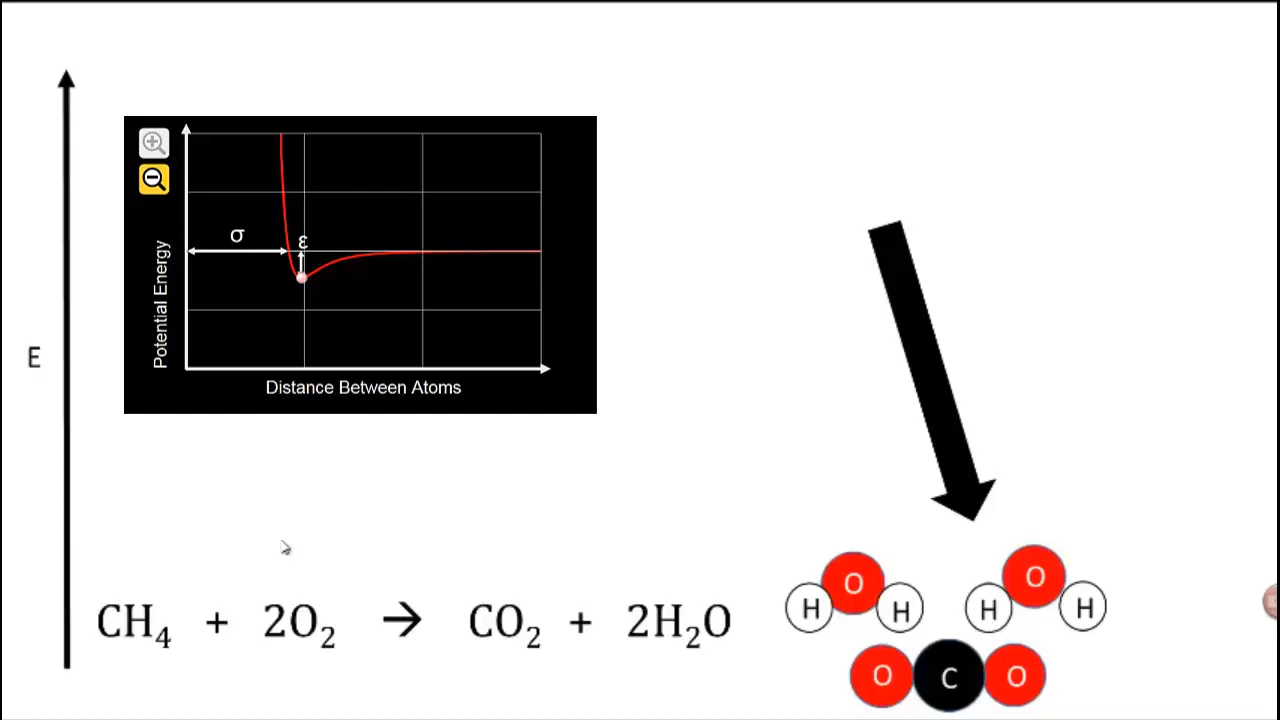 σ
ε
Potential Energy
Distance Between Atoms
E
CH₄ + 2O₂ → CO₂ + 2H₂O
H O H
H O H
O C O